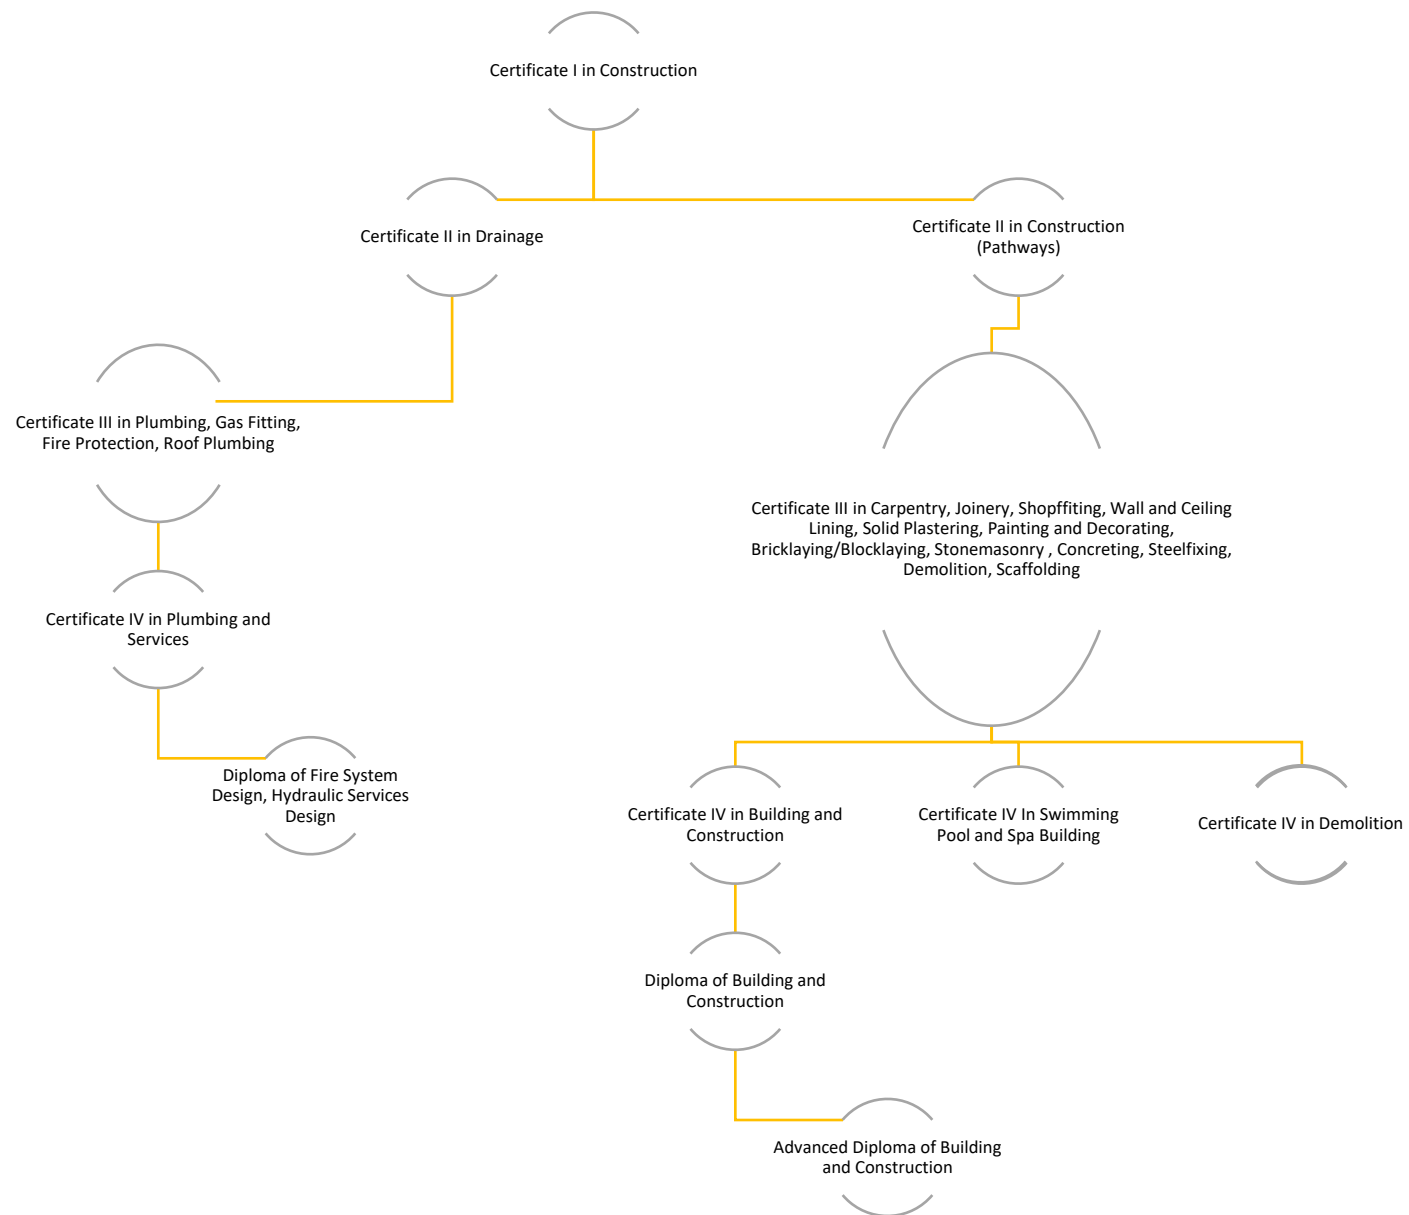 Certificate I in Construction
Certificate II in Drainage
Certificate II in Construction
(Pathways)
Certificate III in Plumbing, Gas Fitting,
Fire Protection, Roof Plumbing
Certificate III in Carpentry, Joinery, Shopffiting, Wall and Ceiling
Lining, Solid Plastering, Painting and Decorating,
Bricklaying/Blocklaying, Stonemasonry , Concreting, Steelfixing,
Demolition, Scaffolding
Certificate IV in Plumbing and
Services
Diploma of Fire System
Design, Hydraulic Services
Design
Certificate IV in Building and
Construction
Certificate IV In Swimming
Pool and Spa Building
Certificate IV in Demolition
Diploma of Building and
Construction
Advanced Diploma of Building
and Construction